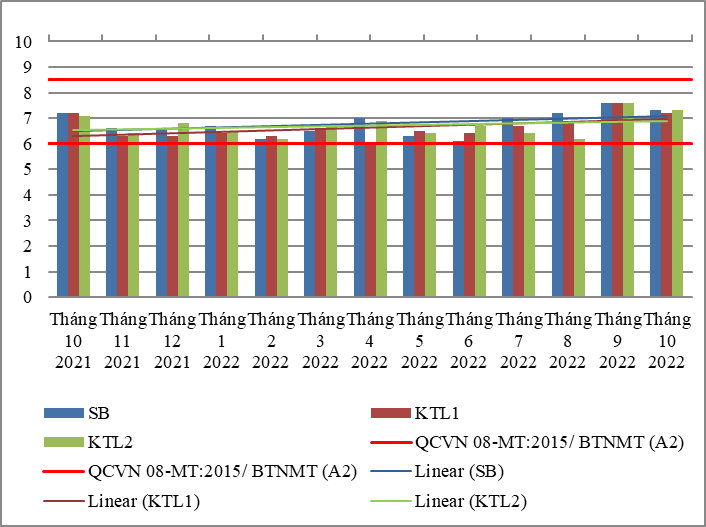 10
9
8
7
6
5
4
3
2
1
0
Tháng Tháng Tháng Tháng Tháng Tháng Tháng Tháng Tháng Tháng Tháng Tháng Tháng
10 11 12 1 2 3 4 5 6 7 8 9 10
2021 2021 2021 2022 2022 2022 2022 2022 2022 2022 2022 2022 2022
SB KTL1
KTL2 QCVN 08-MT:2015/ BTNMT (A2)
QCVN 08-MT:2015/ BTNMT (A2) Linear (SB)
Linear (KTL1) Linear (KTL2)